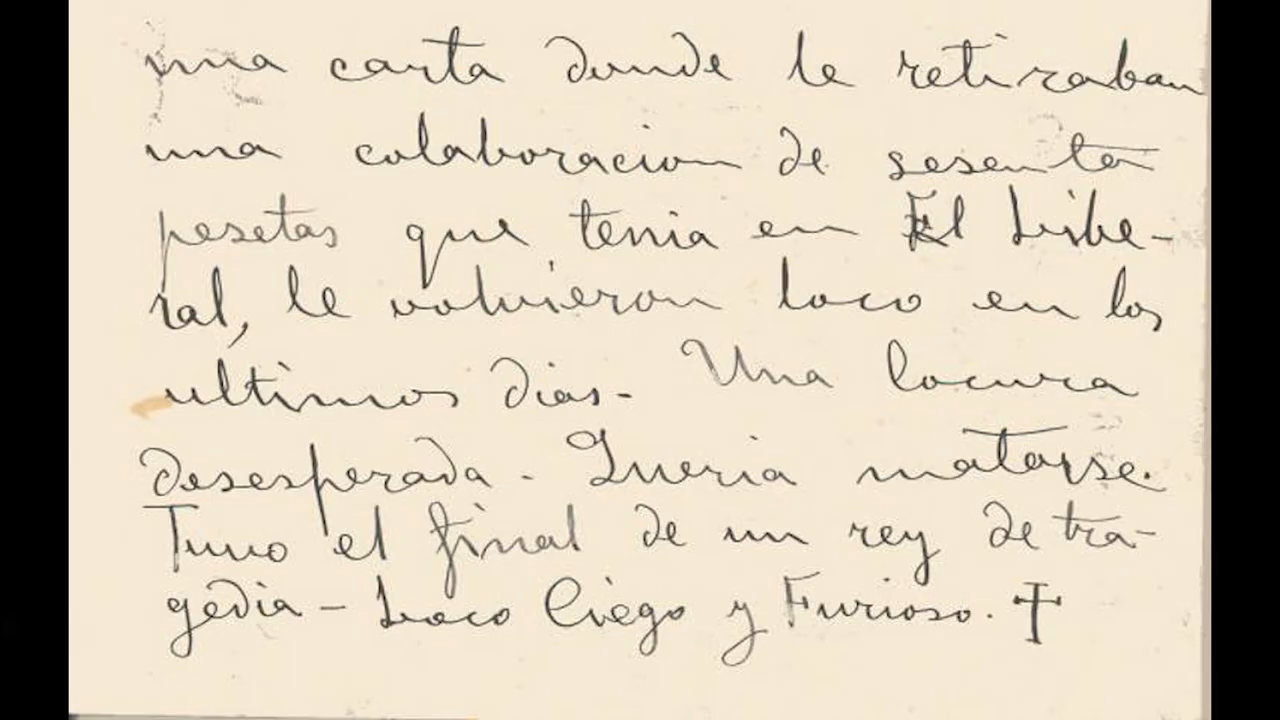 una carta donde le retiraban
una colaboracion de sesenta
pesetas que tenia en El Libe-
ral, le volvieron loco en los
ultimos dias-  Una locura
desesperada - Queria matarse.
Tuvo el final de un rey de tra-
gedia - Loco Ciego y Furioso. †